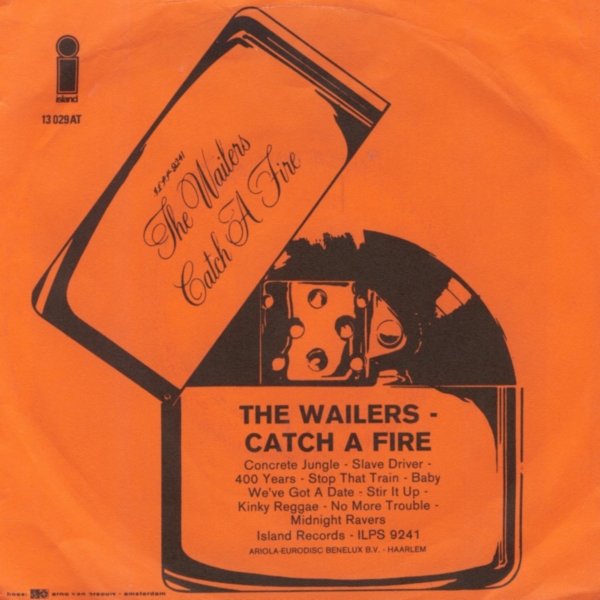 island
13 029 AT
ILPS 9241
The Wailers
Catch A Fire
THE WAILERS -
CATCH A FIRE
Concrete Jungle - Slave Driver -
400 Years - Stop That Train - Baby
We've Got A Date - Stir It Up -
Kinky Reggae - No More Trouble -
Midnight Ravers
Island Records - ILPS 9241
ARIOLA-EURODISC BENELUX B.V. - HAARLEM
hoes:
amsterdam